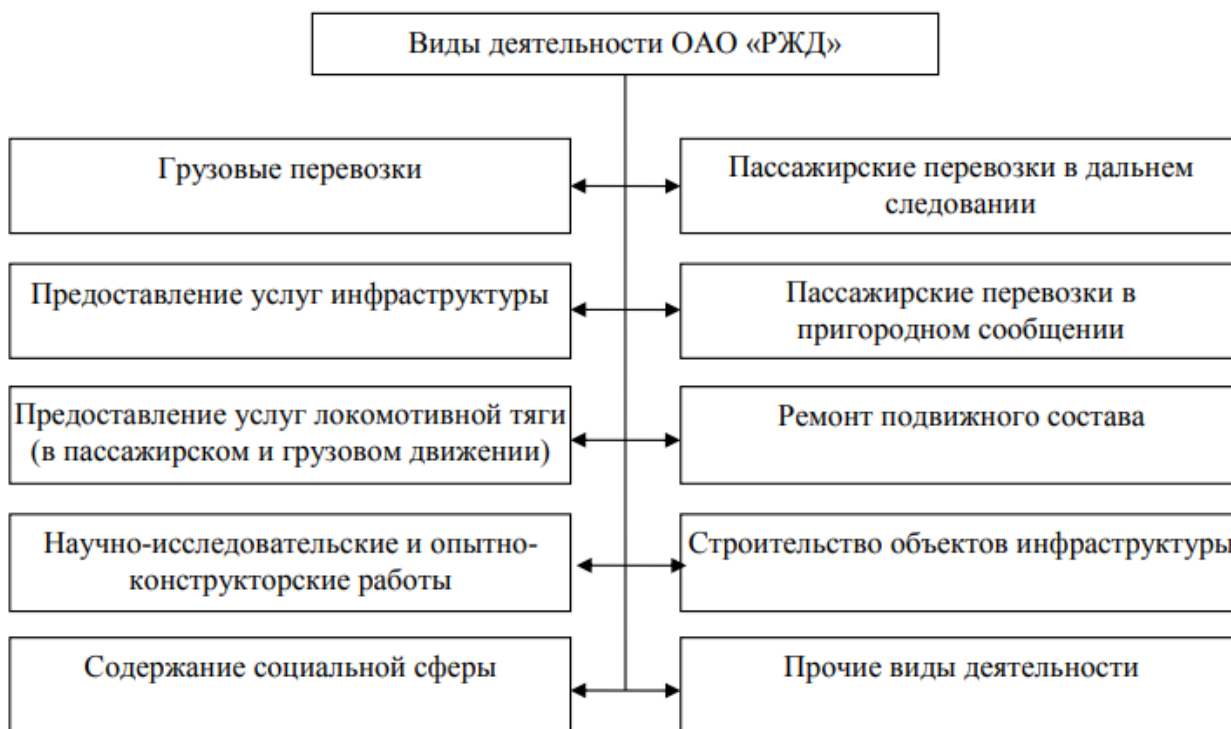 Виды деятельности ОАО «РЖД»
Грузовые перевозки
Пассажирские перевозки в дальнем
следовании
Предоставление услуг инфраструктуры
Пассажирские перевозки в
пригородном сообщении
Предоставление услуг локомотивной тяги
(в пассажирском и грузовом движении)
Ремонт подвижного состава
Научно-исследовательские и опытно-
конструкторские работы
Строительство объектов инфраструктуры
Содержание социальной сферы
Прочие виды деятельности